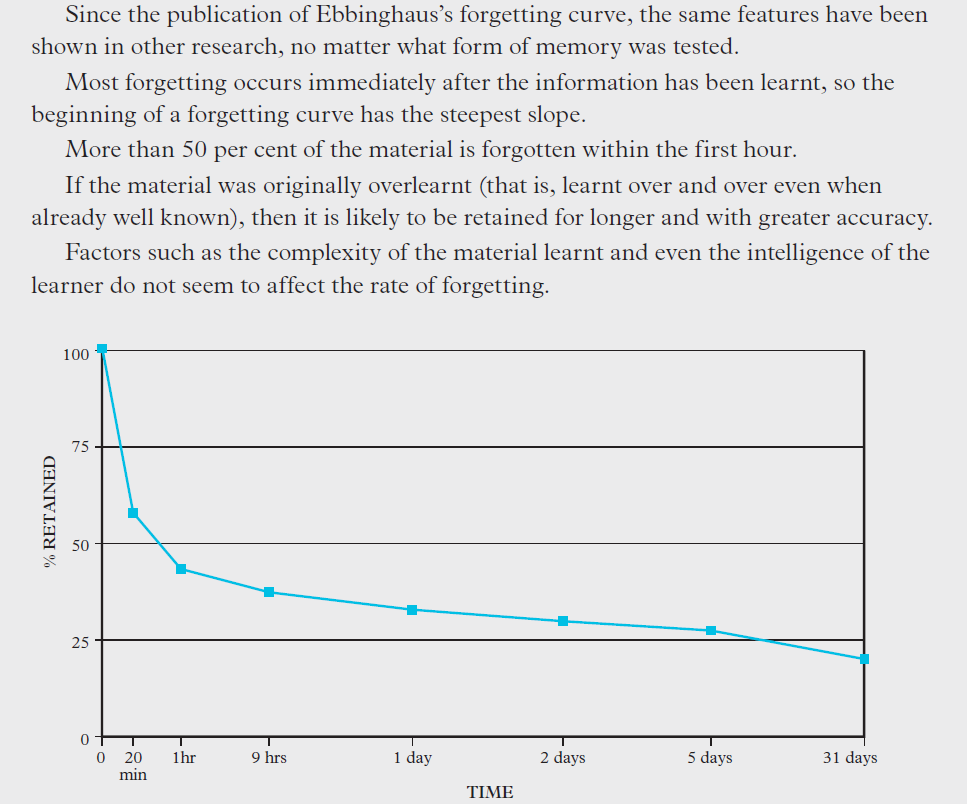 Since the publication of Ebbinghaus’s forgetting curve, the same features have been
shown in other research, no matter what form of memory was tested.
Most forgetting occurs immediately after the information has been learnt, so the
beginning of a forgetting curve has the steepest slope.
More than 50 per cent of the material is forgotten within the first hour.
If the material was originally overlearnt (that is, learnt over and over even when
already well known), then it is likely to be retained for longer and with greater accuracy.
Factors such as the complexity of the material learnt and even the intelligence of the
learner do not seem to affect the rate of forgetting.
100
75
50
25
0
% RETAINED
0 20 min 1hr 9 hrs 1 day 2 days 5 days 31 days
TIME